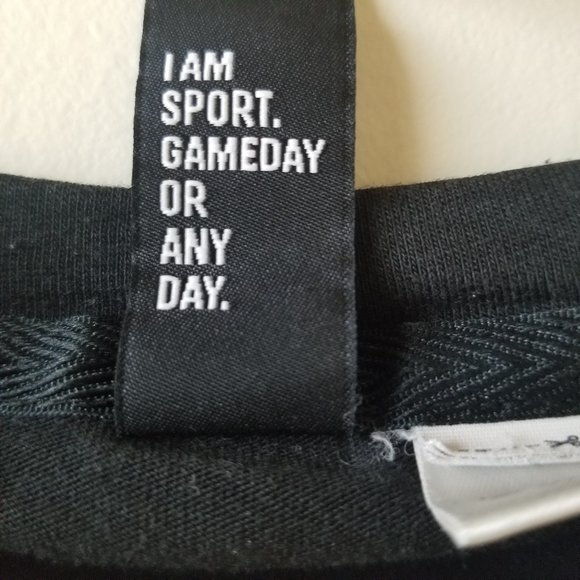 I AM
SPORT.
GAMEDAY
OR
ANY
DAY.